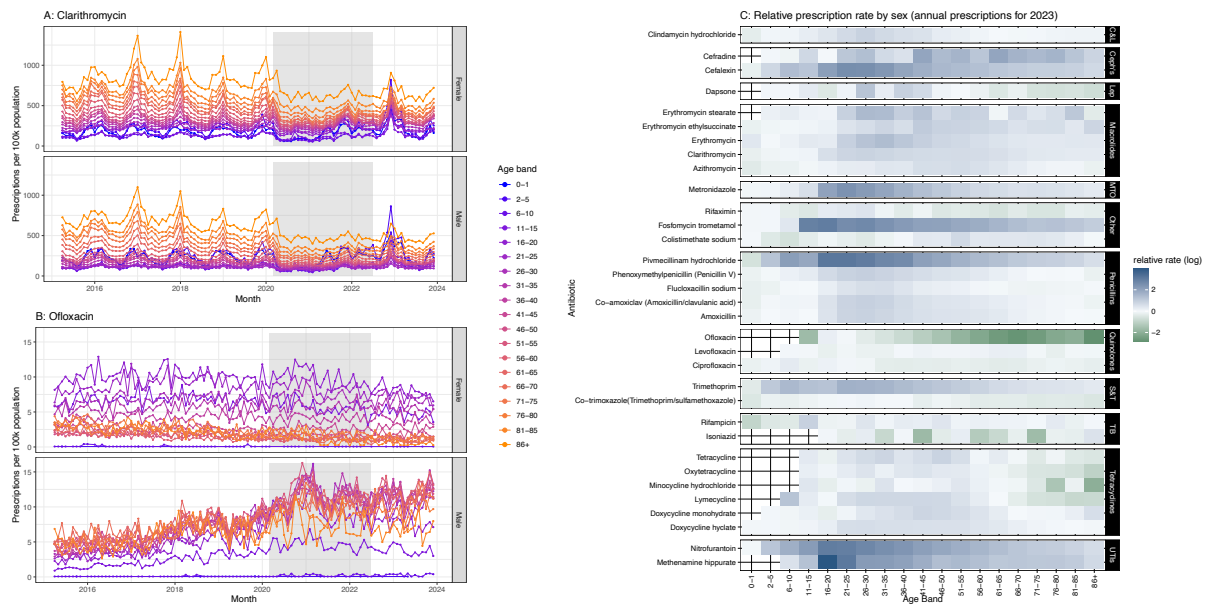 A: Clarithromycin
Prescriptions per 100k population
1000
500
250
0
Female
1000
500
250
0
Male
2016
2018
2020
2022
2024
Month
B: Ofloxacin
Prescriptions per 100k population
15
10
5
0
Female
15
10
5
0
Male
2016
2018
2020
2022
2024
Month
Age band
0−1
2−5
6−10
11−15
16−20
21−25
26−30
31−35
36−40
41−45
46−50
51−55
56−60
61−65
66−70
71−75
76−80
81−85
86+
C: Relative prescription rate by sex (annual prescriptions for 2023)
Antibiotic
Clindamycin hydrochloride
C&L
Cefradine
Cefalexin
Ceph's
Dapsone
Lep
Erythromycin stearate
Erythromycin ethylsuccinate
Erythromycin
Clarithromycin
Azithromycin
Macrolides
Metronidazole
MTO
Rifaximin
Fosfomycin trometamol
Colistimethate sodium
Other
Pivmecillinam hydrochloride
Phenoxymethylpenicillin (Penicillin V)
Flucloxacillin sodium
Co−amoxiclav (Amoxicillin/clavulanic acid)
Amoxicillin
Penicillins
Ofloxacin
Levofloxacin
Ciprofloxacin
Quinolones
Trimethoprim
Co−trimoxazole(Trimethoprim/sulfamethoxazole)
S&T
Rifampicin
Isoniazid
TB
Tetracycline
Oxytetracycline
Minocycline hydrochloride
Lymecycline
Doxycycline monohydrate
Doxycycline hyclate
Tetracyclines
Nitrofurantoin
Methenamine hippurate
UTIs
0−1
2−5
6−10
11−15
16−20
21−25
26−30
31−35
36−40
41−45
46−50
51−55
56−60
61−65
66−70
71−75
76−80
81−85
86+
Age Band
relative rate (log)
2
0
−2